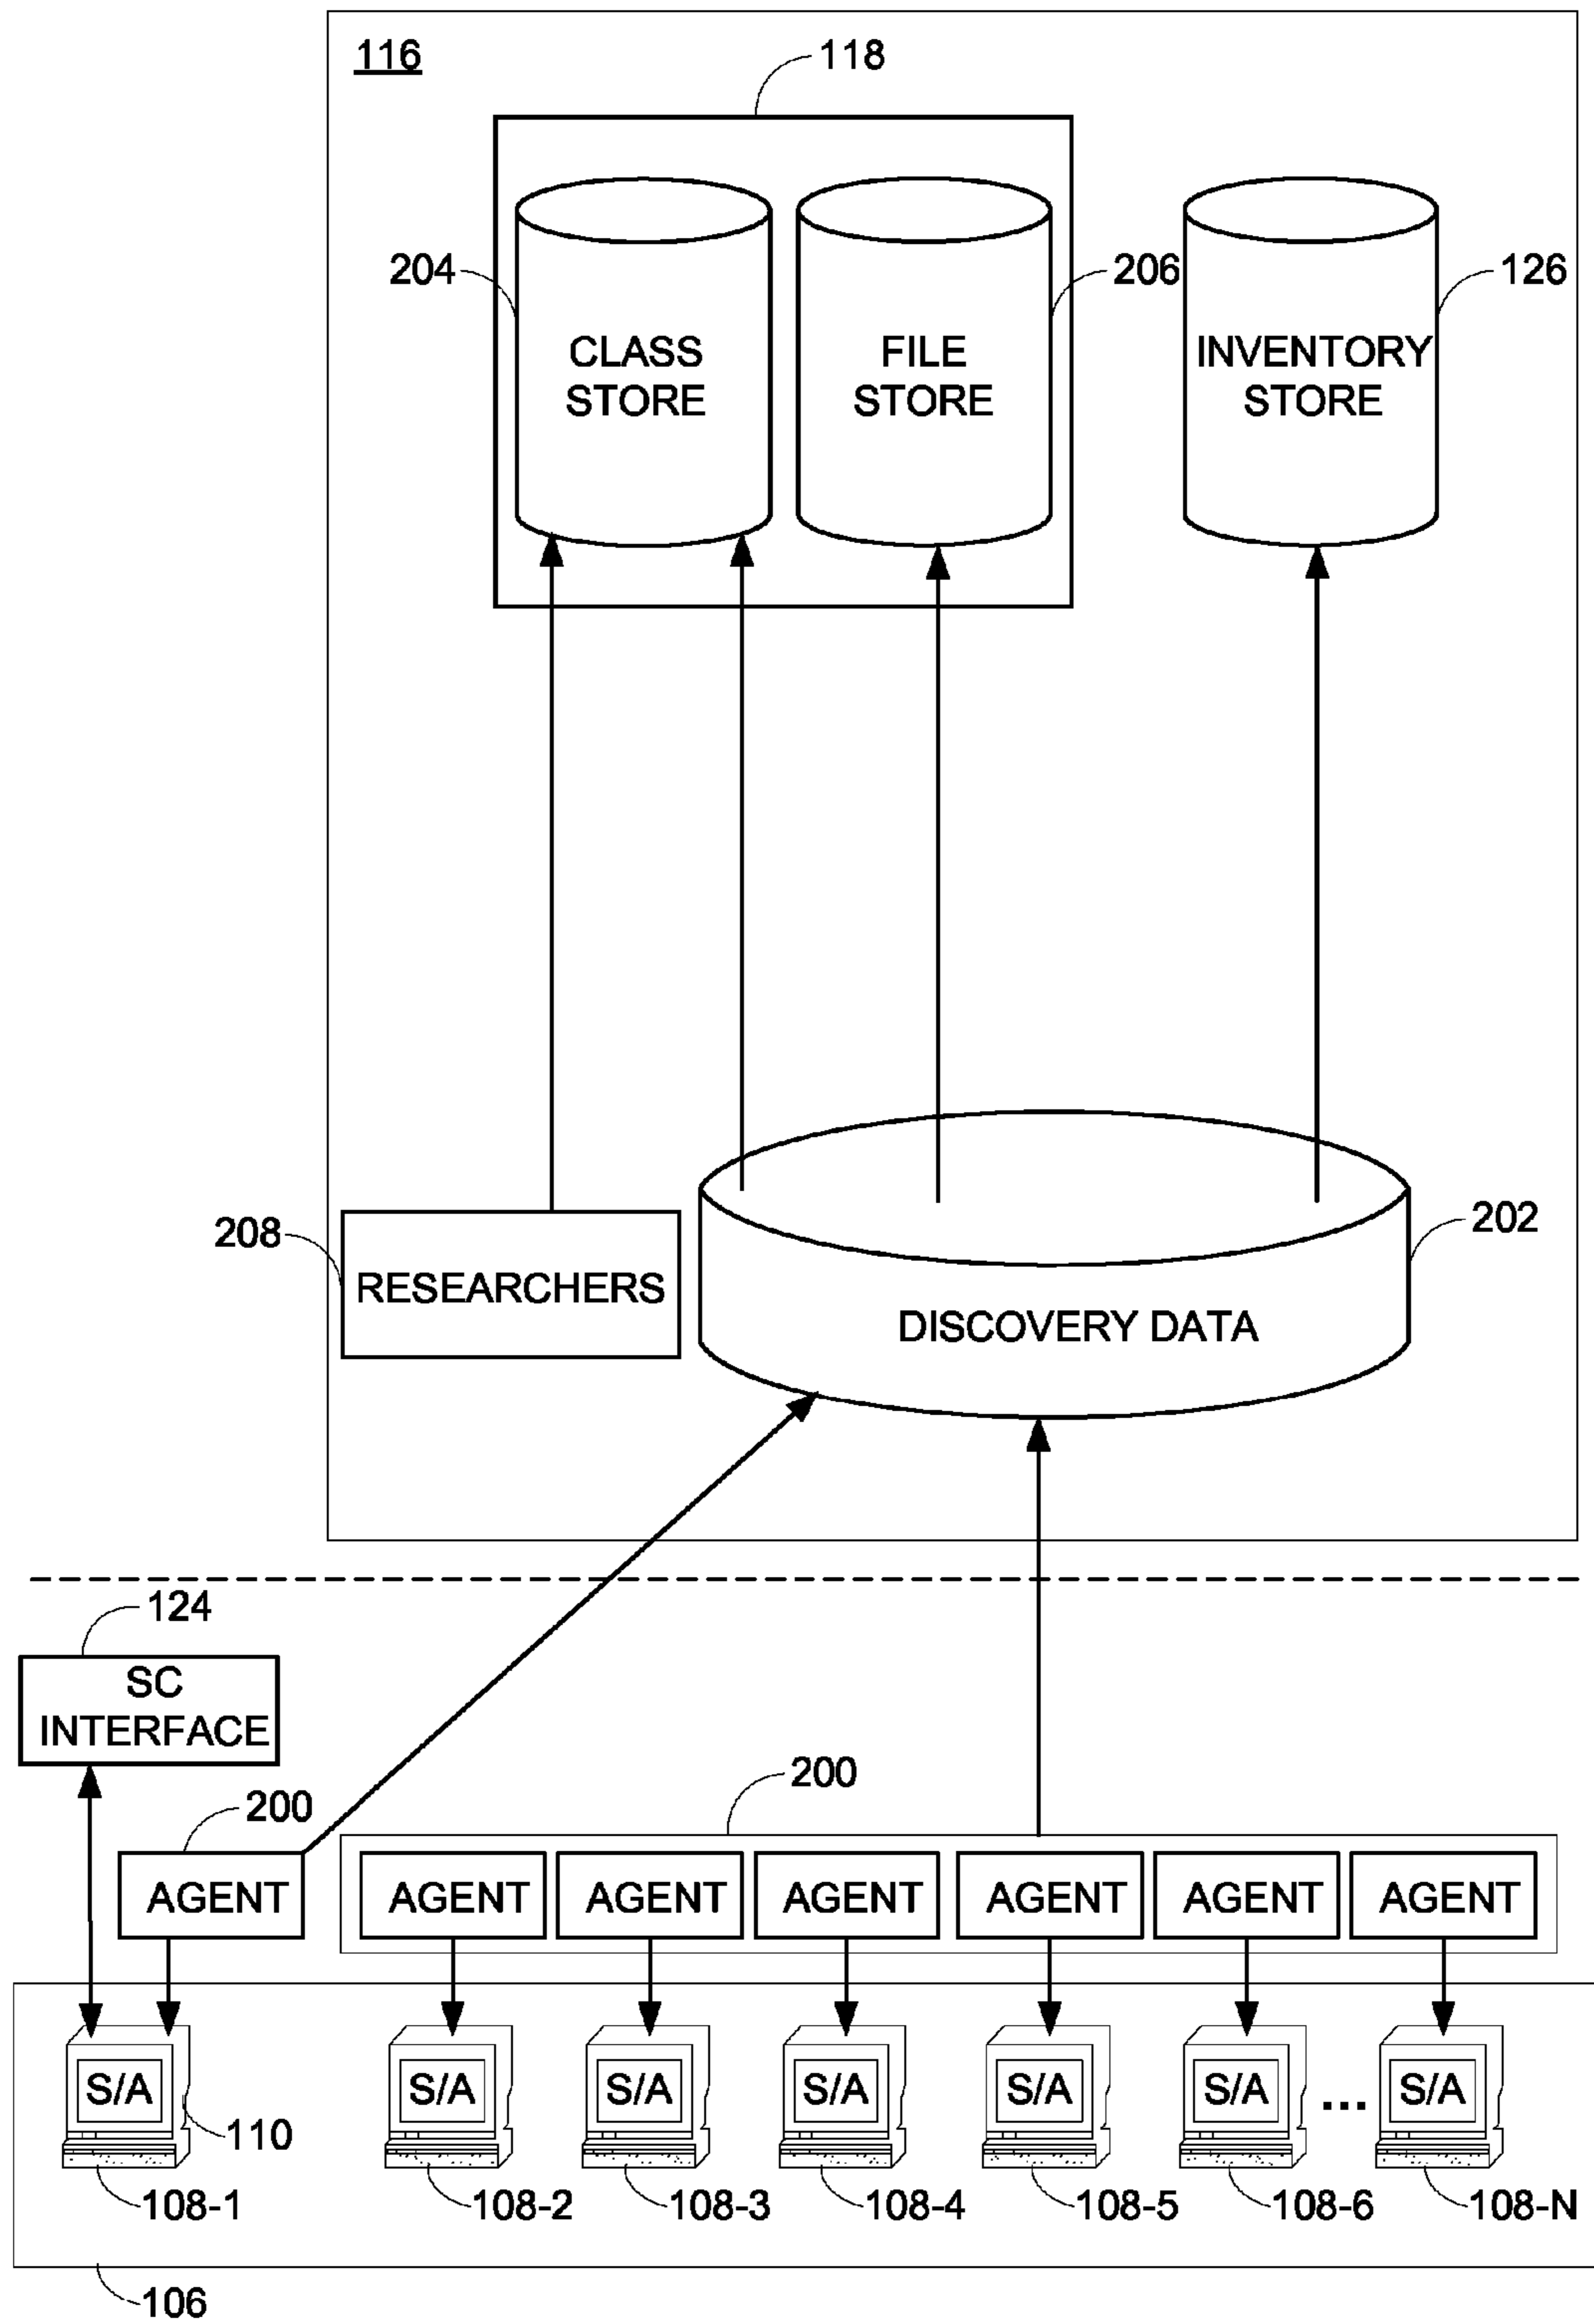 116
118
204
206
126
CLASS
STORE
FILE
STORE
INVENTORY
STORE
208
RESEARCHERS
202
DISCOVERY DATA
124
SC
INTERFACE
200
200
AGENT
AGENT
AGENT
AGENT
AGENT
AGENT
AGENT
S/A
S/A
S/A
S/A
S/A
S/A
...
S/A
110
108-1
108-2
108-3
108-4
108-5
108-6
108-N
106